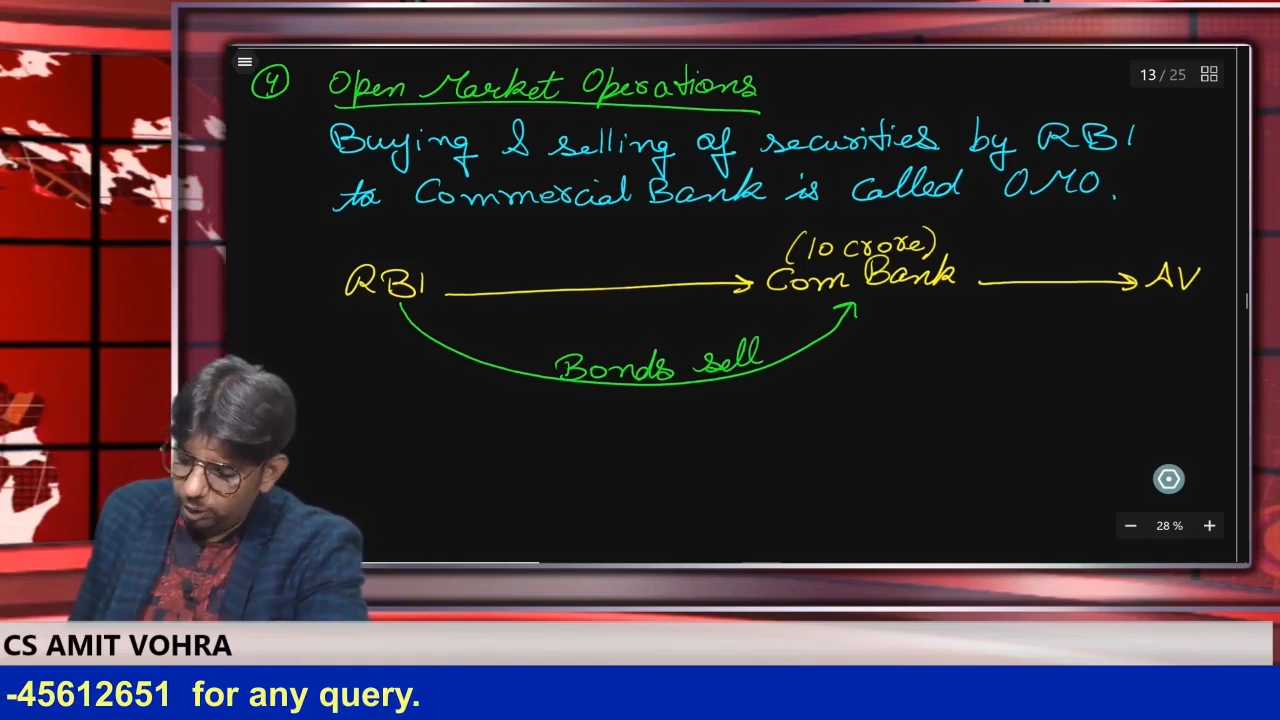 ④ Open Market Operations
13 / 25
Buying & selling of securities by RBI
to Commercial Bank is called OMO.
(10 crore)
RBI Com Bank AV
Bonds sell
28 %
CS AMIT VOHRA
-45612651 for any query.